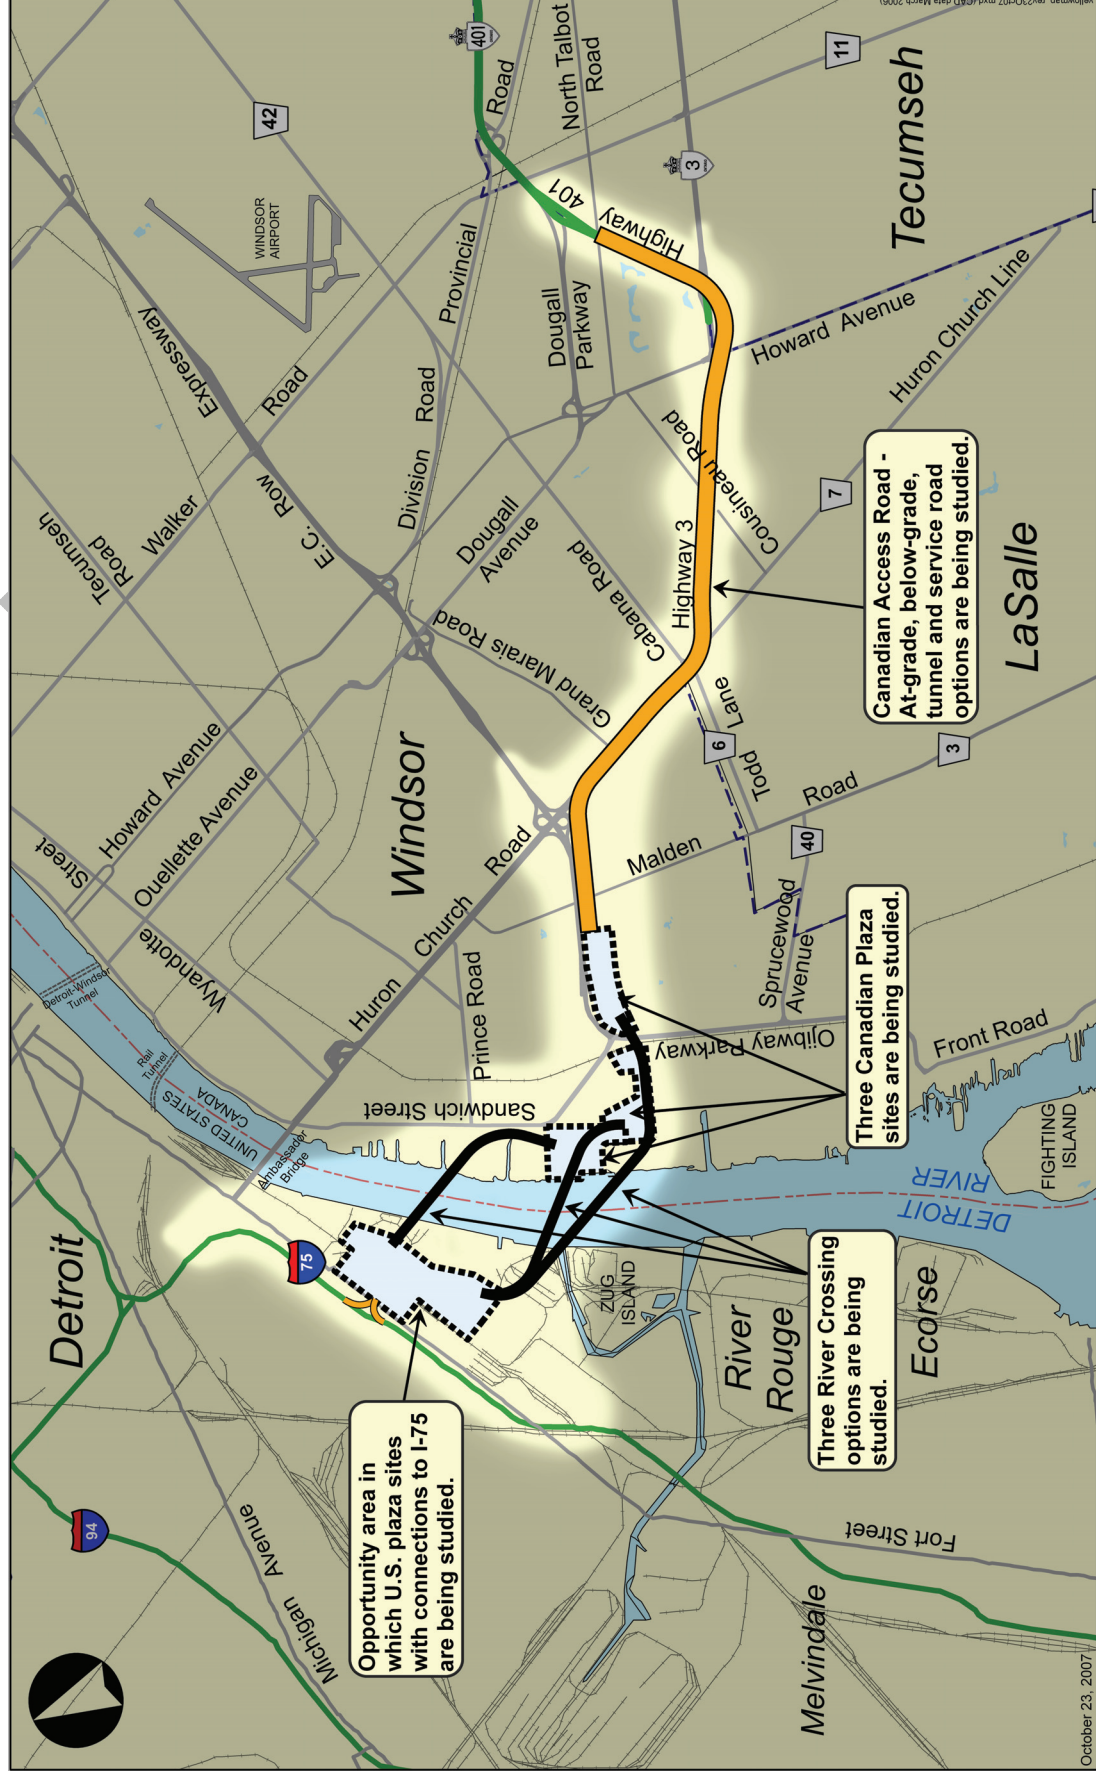 Detroit
Windsor
Tecumseh
LaSalle
River
Rouge
Ecorse
Melvindale
Opportunity area in
which U.S. plaza sites
with connections to I-75
are being studied.
Three River Crossing
options are being
studied.
Three Canadian Plaza
sites are being studied.
Canadian Access Road -
At-grade, below-grade,
tunnel and service road
options are being studied.
94
75
Michigan Avenue
Fort Street
ZUG
ISLAND
FIGHTING
ISLAND
DETROIT
RIVER
UNITED STATES
CANADA
Ambassador
Bridge
Rail
Tunnel
Detroit-Windsor
Tunnel
Sandwich Street
Prince Road
Huron Church Road
Wyandotte Street
Ouellette Avenue
Howard Avenue
Tecumseh
Road
Walker Road
E.C. Row Expressway
WINDSOR
AIRPORT
42
Division Road
Provincial Road
Dougall
Avenue
Dougall
Parkway
Grand Marais Road
Cabana Road
Cousineau Road
Highway 3
Highway 401
401
North Talbot
Road
3
11
Howard Avenue
Huron Church Line
7
6
Todd Lane
Malden Road
3
40
Sprucewood
Avenue
Ojibway Parkway
Front Road
October 23, 2007